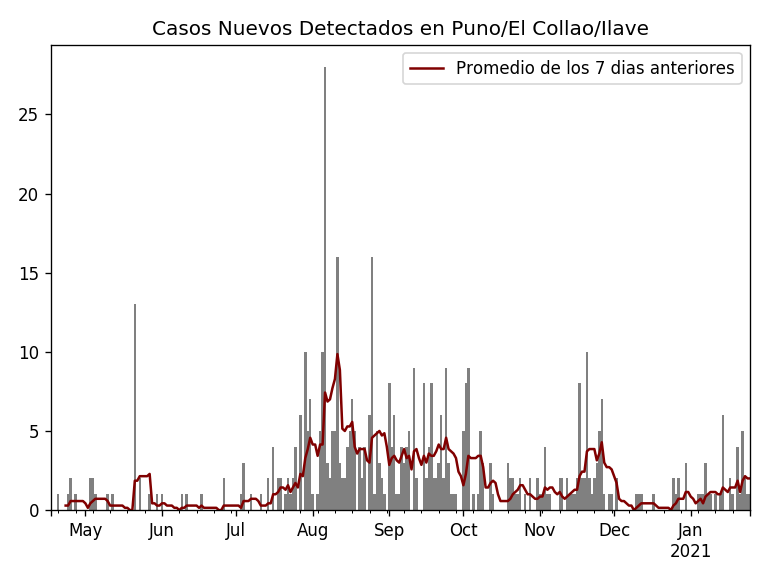 Casos Nuevos Detectados en Puno/El Collao/Ilave
Promedio de los 7 dias anteriores
25
20
15
10
5
0
May Jun Jul Aug Sep Oct Nov Dec Jan
2021